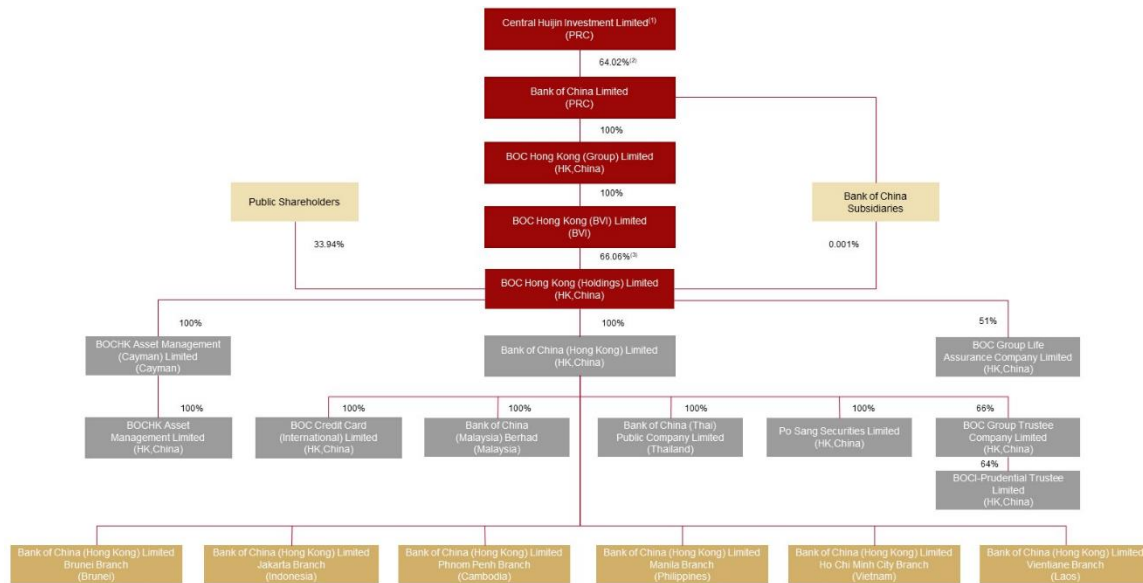 Central Huijin Investment Limited(1)
(PRC)
64.02%(2)
Bank of China Limited
(PRC)
100%
BOC Hong Kong (Group) Limited
(HK,China)
Public Shareholders
Bank of China
Subsidiaries
100%
BOC Hong Kong (BVI) Limited
(BVI)
33.94%
0.001%
66.06%(3)
BOC Hong Kong (Holdings) Limited
(HK,China)
100%
100%
51%
BOCHK Asset Management
(Cayman) Limited
(Cayman)
Bank of China (Hong Kong) Limited
(HK,China)
BOC Group Life
Assurance Company Limited
(HK,China)
100%
100%
100%
100%
100%
66%
BOCHK Asset
Management Limited
(HK,China)
BOC Credit Card
(International) Limited
(HK,China)
Bank of China
(Malaysia) Berhad
(Malaysia)
Bank of China (Thai)
Public Company Limited
(Thailand)
Po Sang Securities Limited
(HK,China)
BOC Group Trustee
Company Limited
(HK,China)
64%
BOCI-Prudential Trustee
Limited
(HK,China)
Bank of China (Hong Kong) Limited
Brunei Branch
(Brunei)
Bank of China (Hong Kong) Limited
Jakarta Branch
(Indonesia)
Bank of China (Hong Kong) Limited
Phnom Penh Branch
(Cambodia)
Bank of China (Hong Kong) Limited
Manila Branch
(Philippines)
Bank of China (Hong Kong) Limited
Ho Chi Minh City Branch
(Vietnam)
Bank of China (Hong Kong) Limited
Vientiane Branch
(Laos)